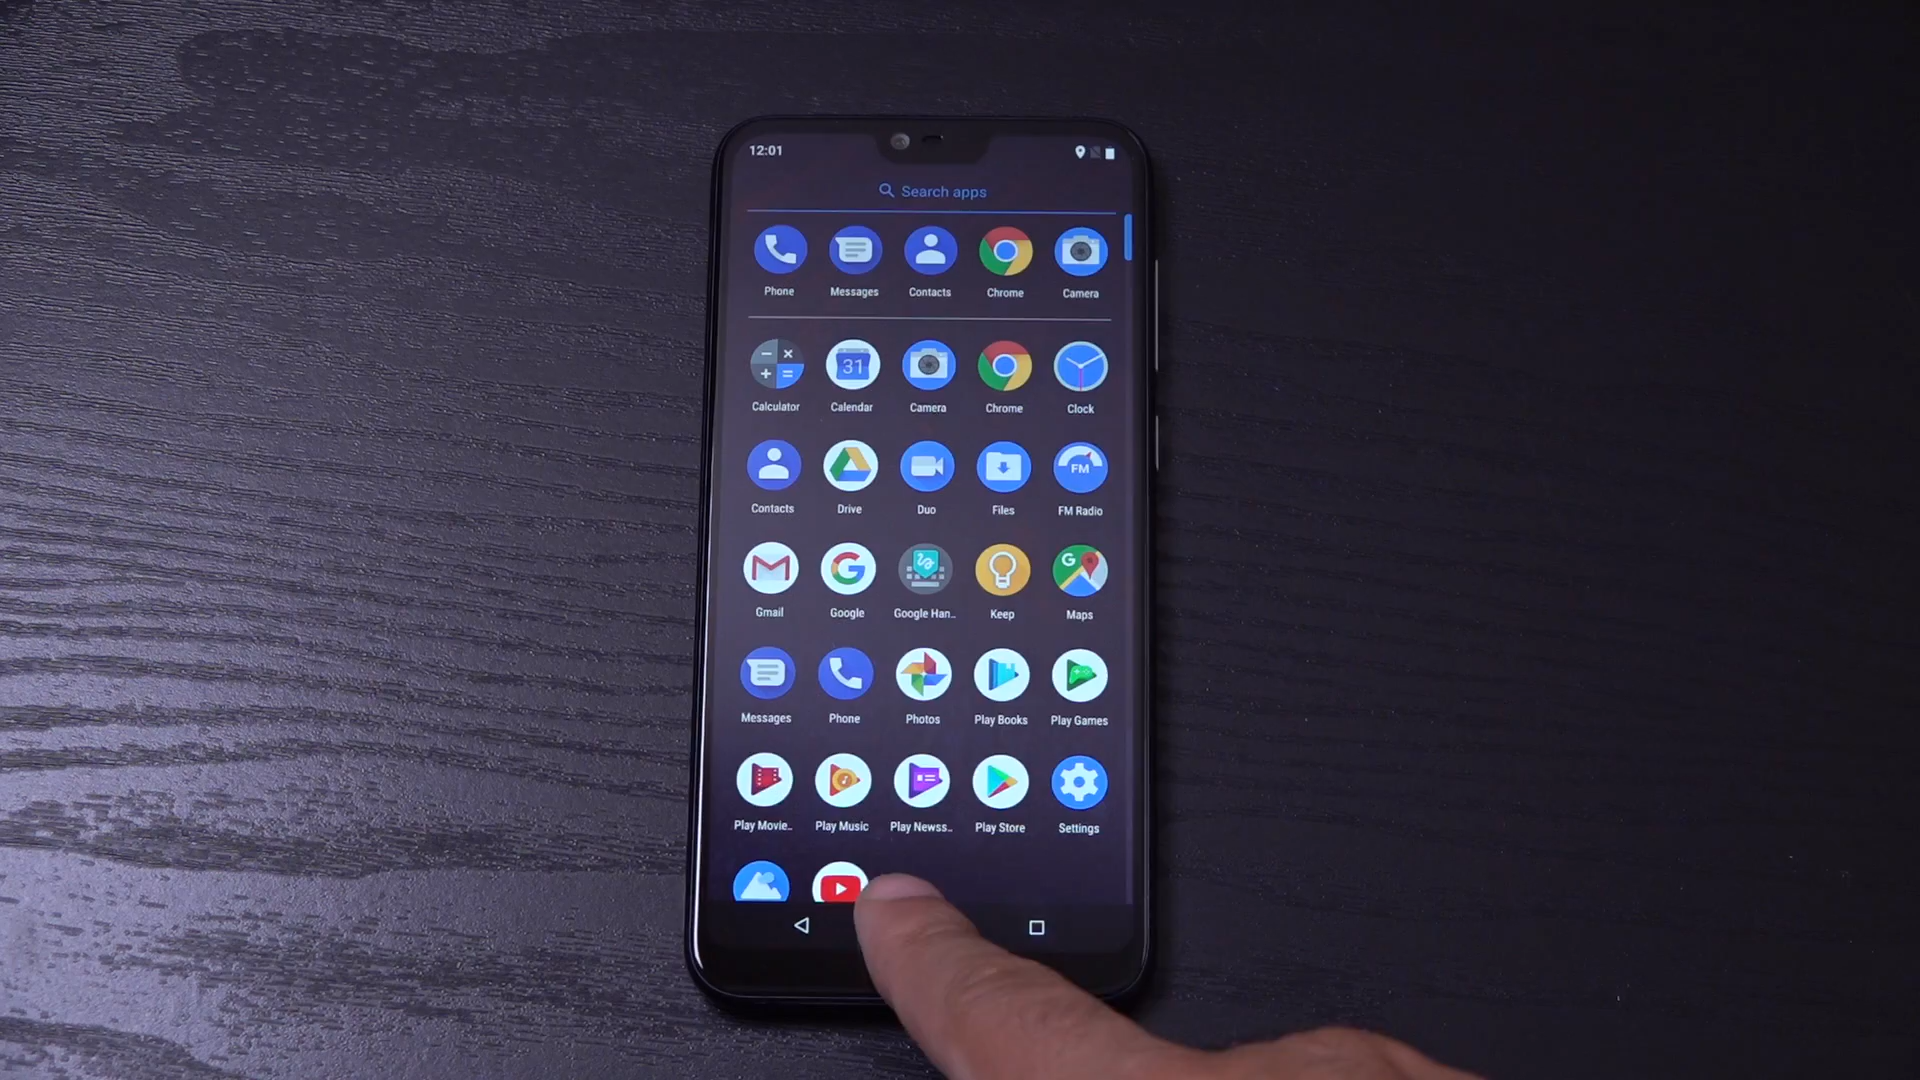 12:01
Search apps
Phone Messages Contacts Chrome Camera
Calculator Calendar Camera Chrome Clock
31
FM
Contacts Drive Duo Files FM Radio
Gmail Google Google Han.. Keep Maps
Messages Phone Photos Play Books Play Games
Play Movie.. Play Music Play Newss.. Play Store Settings